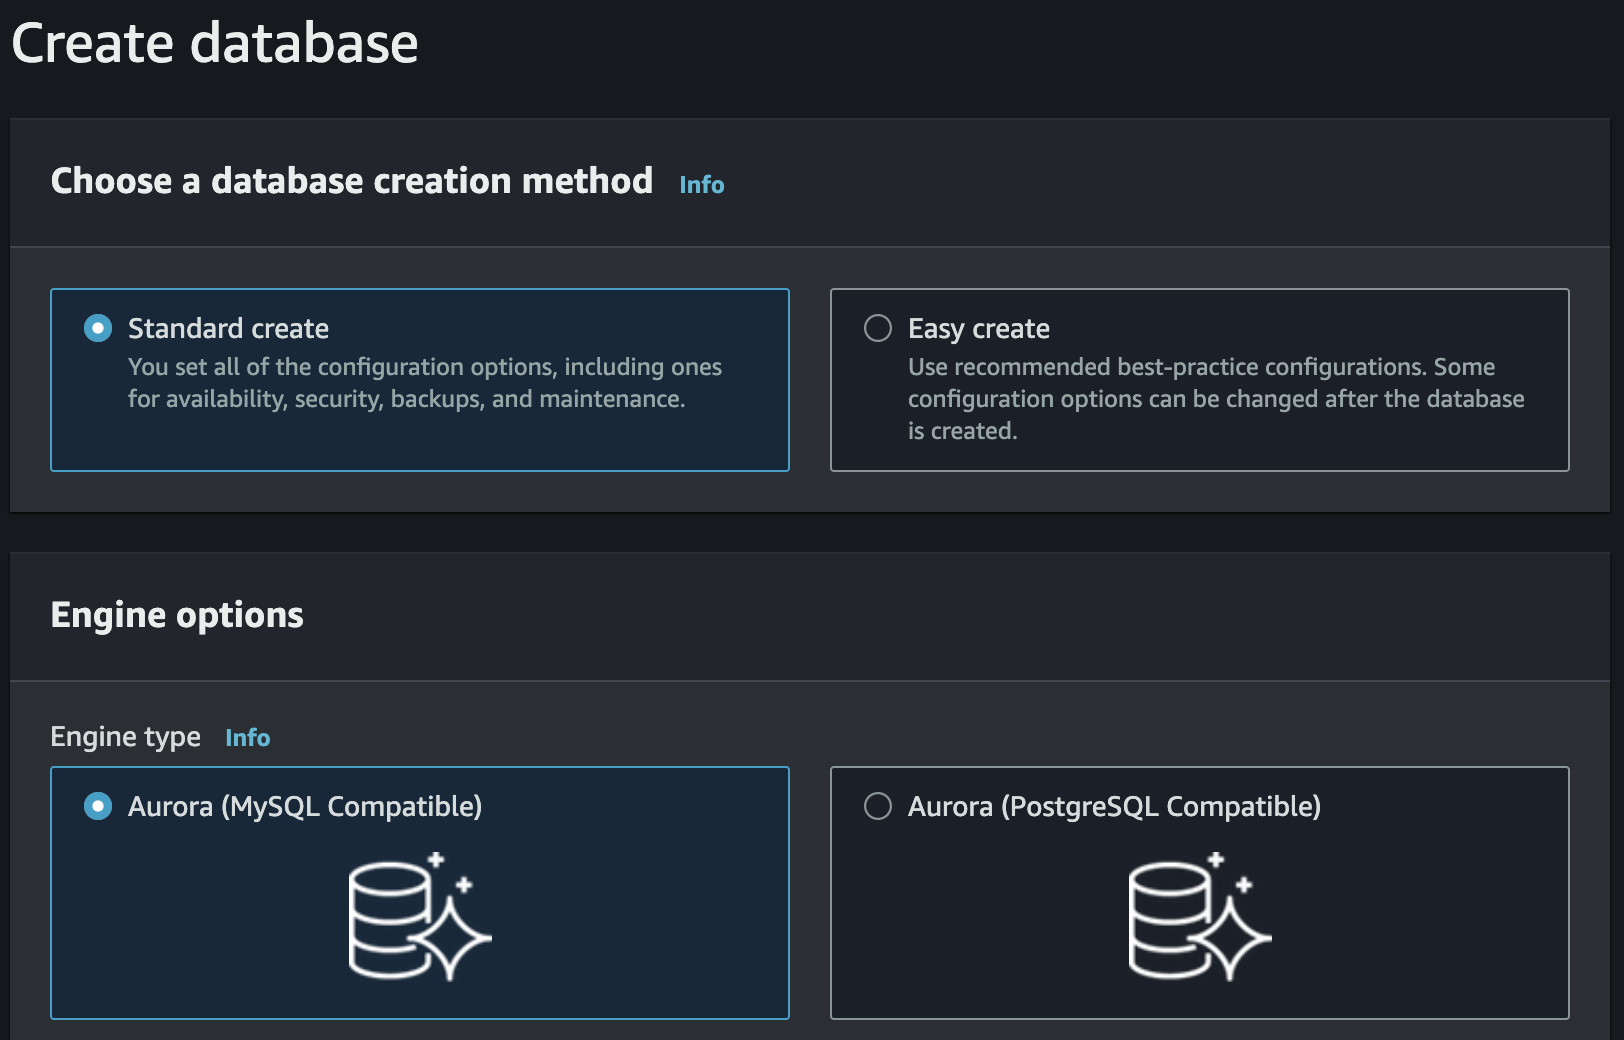 Create database
Choose a database creation method Info
Standard create
You set all of the configuration options, including ones
for availability, security, backups, and maintenance.
Easy create
Use recommended best-practice configurations. Some
configuration options can be changed after the database
is created.
Engine options
Engine type Info
Aurora (MySQL Compatible)
Aurora (PostgreSQL Compatible)